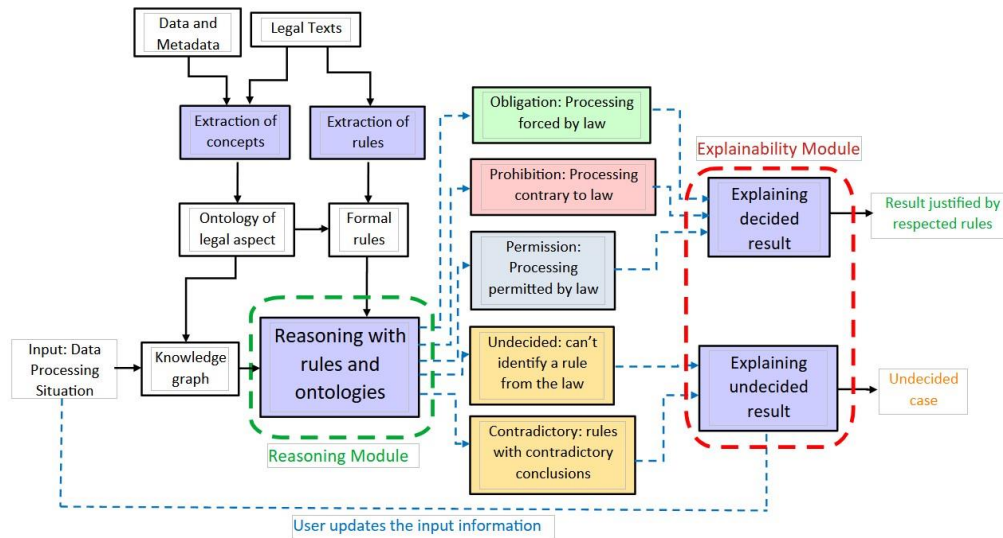 Data and
Metadata
Legal Texts
Extraction of
concepts
Extraction of
rules
Obligation: Processing
forced by law
Explainability Module
Prohibition: Processing
contrary to law
Explaining
decided
result
Result justified by
respected rules
Ontology of
legal aspect
Formal
rules
Permission:
Processing
permitted by law
Input: Data
Processing
Situation
Knowledge
graph
Reasoning with
rules and
ontologies
Undecided: can’t
identify a rule
from the law
Explaining
undecided
result
Undecided
case
Reasoning Module
Contradictory: rules
with contradictory
conclusions
User updates the input information